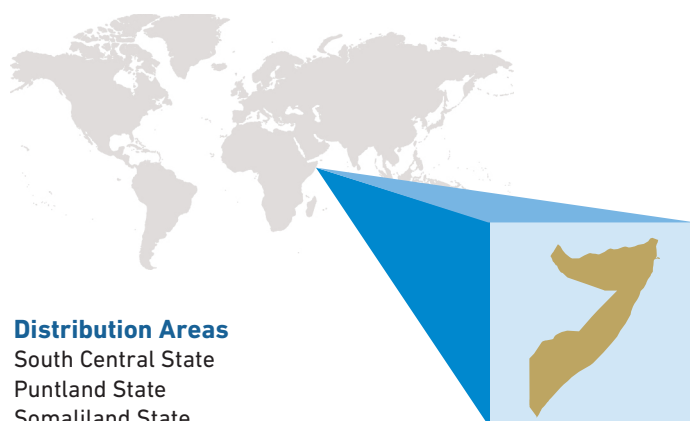 Distribution Areas
South Central State
Puntland State
Somaliland State